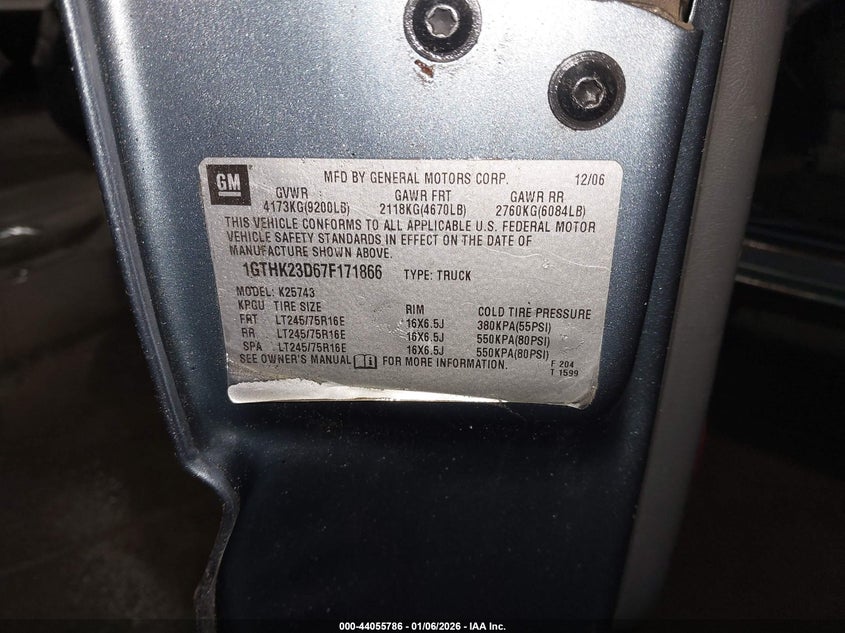 GM
MFD BY GENERAL MOTORS CORP. 12/06
GVWR GAWR FRT GAWR RR
4173KG(9200LB) 2118KG(4670LB) 2760KG(6084LB)
THIS VEHICLE CONFORMS TO ALL APPLICABLE U.S. FEDERAL MOTOR
VEHICLE SAFETY STANDARDS IN EFFECT ON THE DATE OF
MANUFACTURE SHOWN ABOVE.
1GTHK23D67F171866 TYPE: TRUCK
MODEL: K25743
KPGU TIRE SIZE RIM COLD TIRE PRESSURE
FRT LT245/75R16E 16X6.5J 380KPA(55PSI)
RR LT245/75R16E 16X6.5J 550KPA(80PSI)
SPA LT245/75R16E 16X6.5J 550KPA(80PSI)
SEE OWNER'S MANUAL FOR MORE INFORMATION.
F 204
T 1599
000-44055786 - 01/06/2026 - IAA Inc.